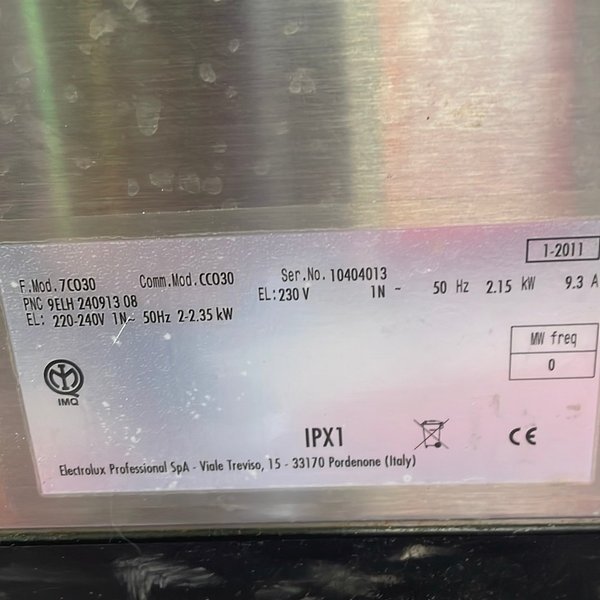 1-2011
F.Mod. 7CO30 Comm.Mod. CCO30 Ser.No. 10404013
PNC 9ELH 240913 08 EL: 230 V 1N ~ 50 Hz 2.15 kW 9.3 A
EL: 220-240V 1N~ 50Hz 2-2.35 kW
MW freq
0
IMQ
IPX1
CE
Electrolux Professional SpA - Viale Treviso, 15 - 33170 Pordenone (Italy)